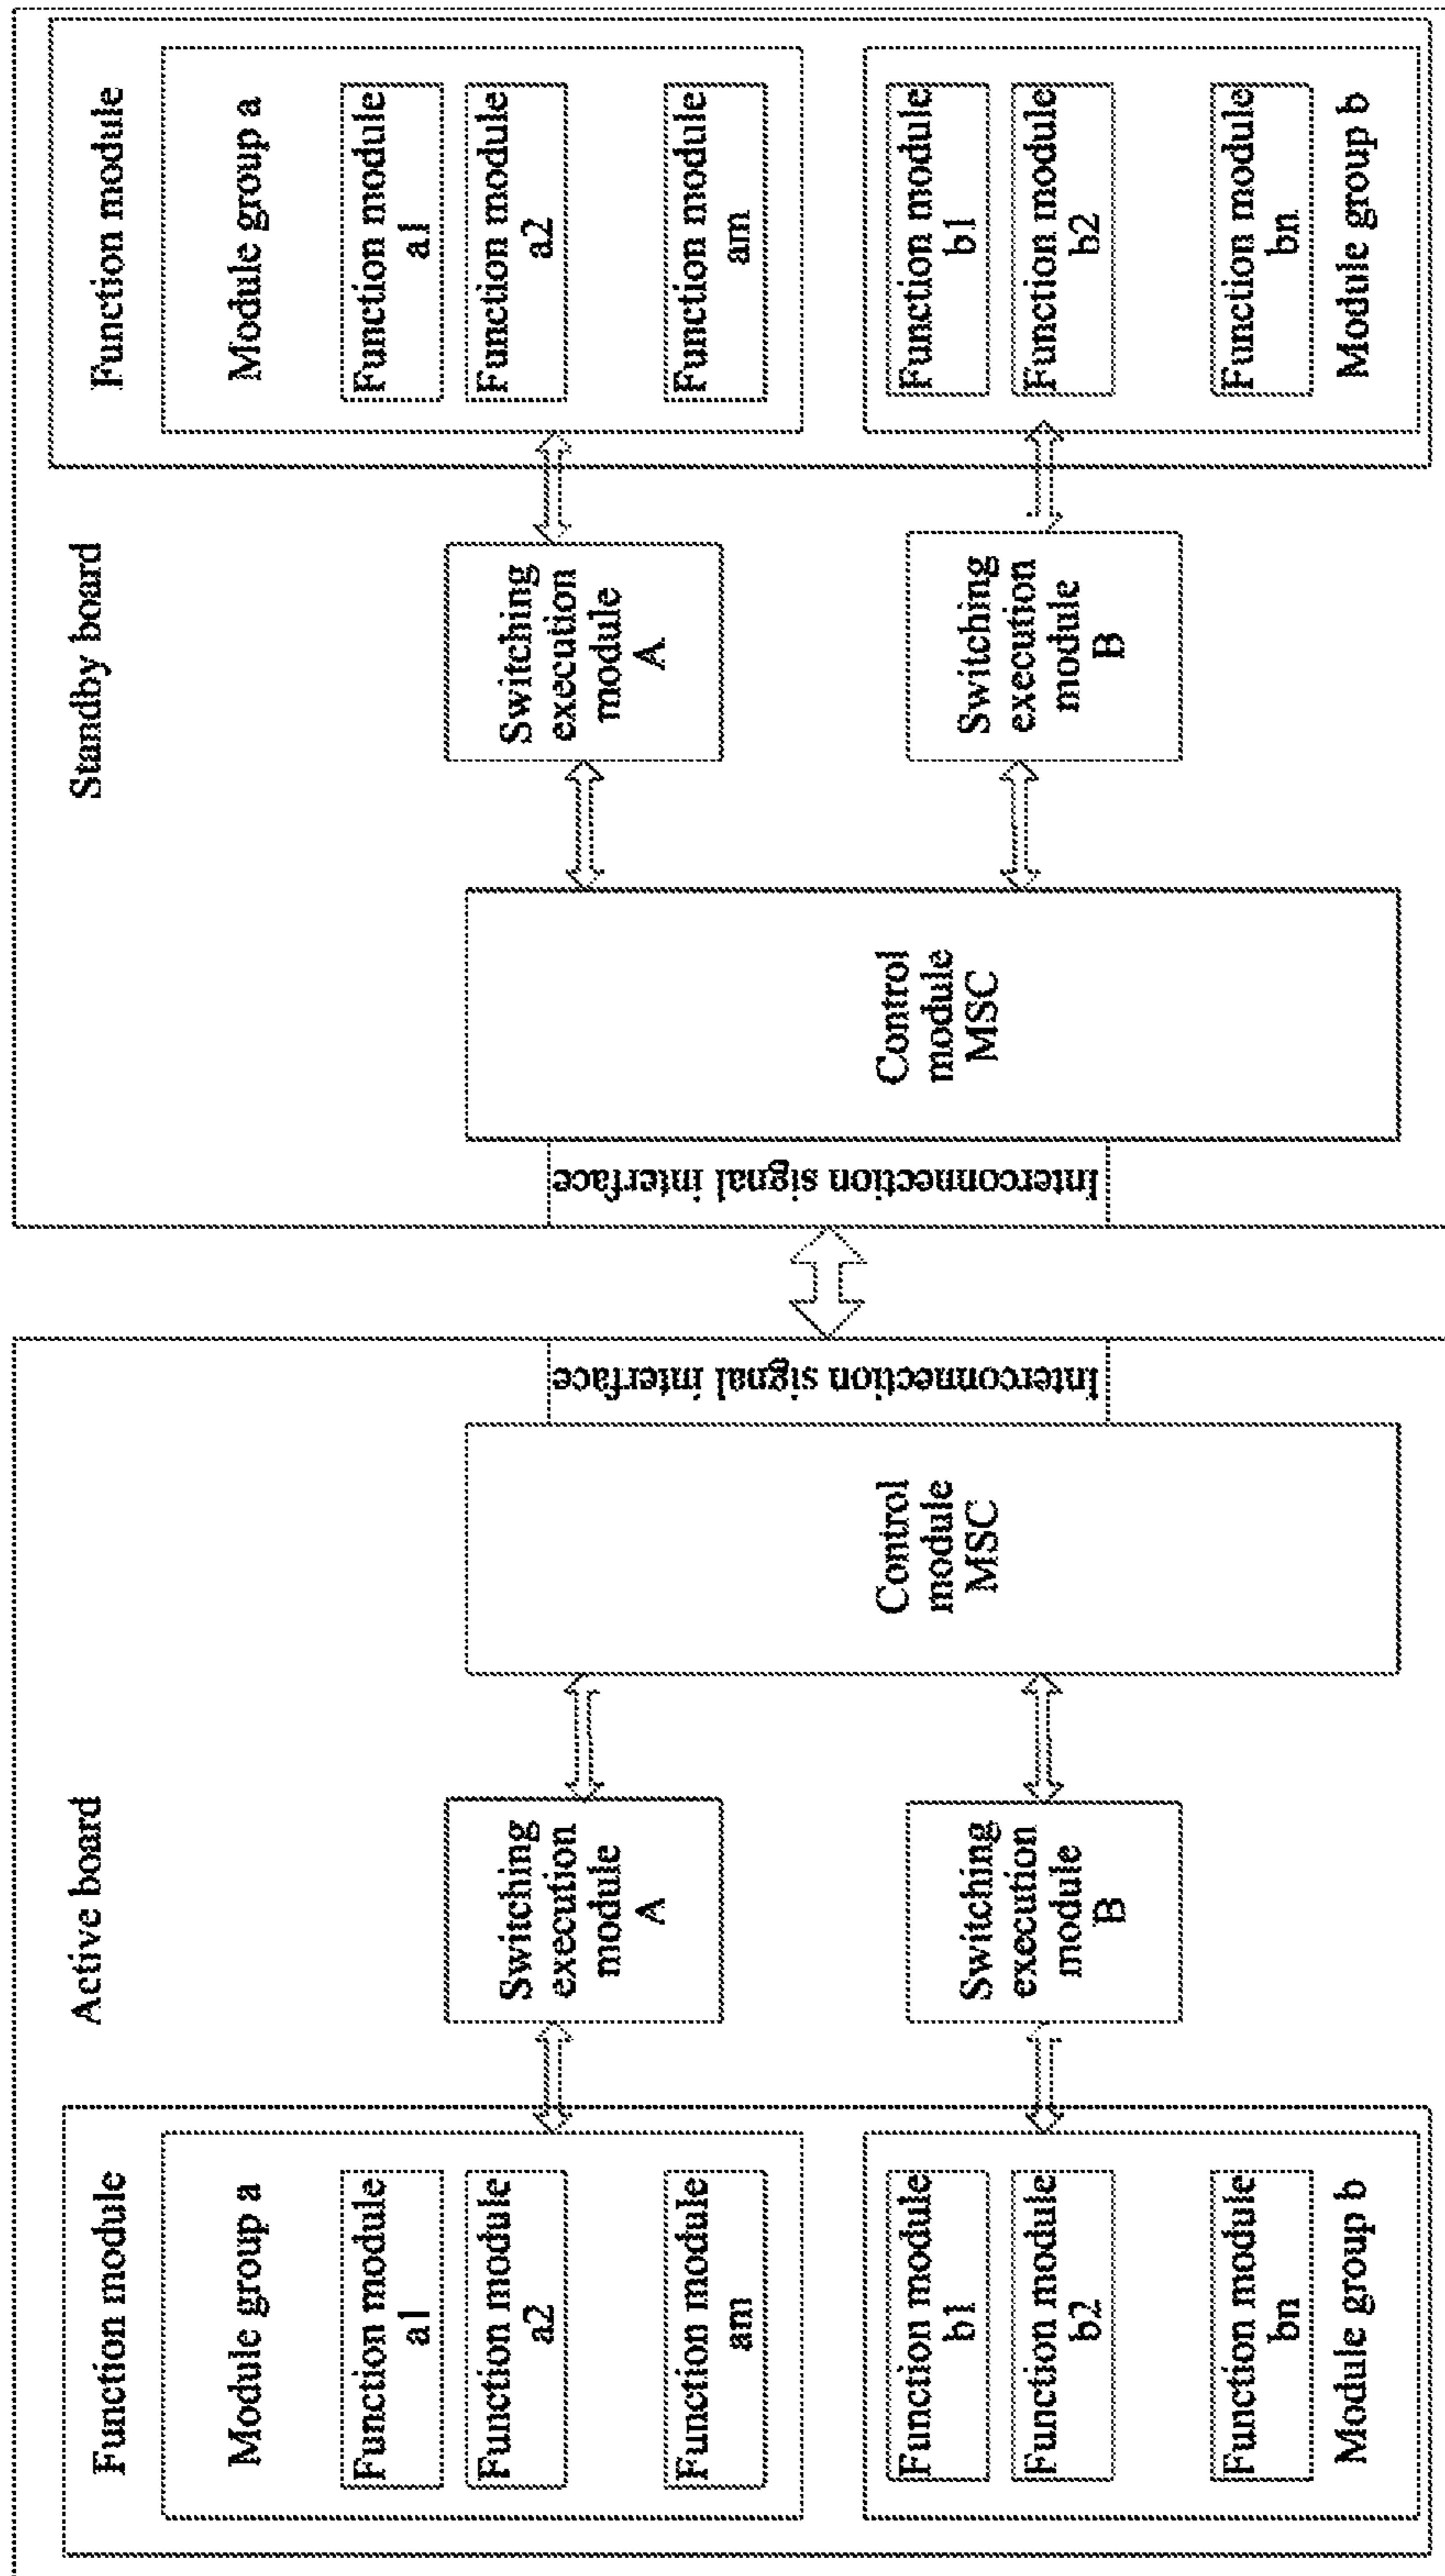 Active board
Function module
Module group a
Function module
a1
Function module
a2
Function module
am
Function module
b1
Function module
b2
Function module
bn
Module group b
Switching
execution
module
A
Switching
execution
module
B
Control
module
MSC
Interconnection signal interface
Standby board
Interconnection signal interface
Control
module
MSC
Switching
execution
module
A
Switching
execution
module
B
Function module
Module group a
Function module
a1
Function module
a2
Function module
am
Function module
b1
Function module
b2
Function module
bn
Module group b